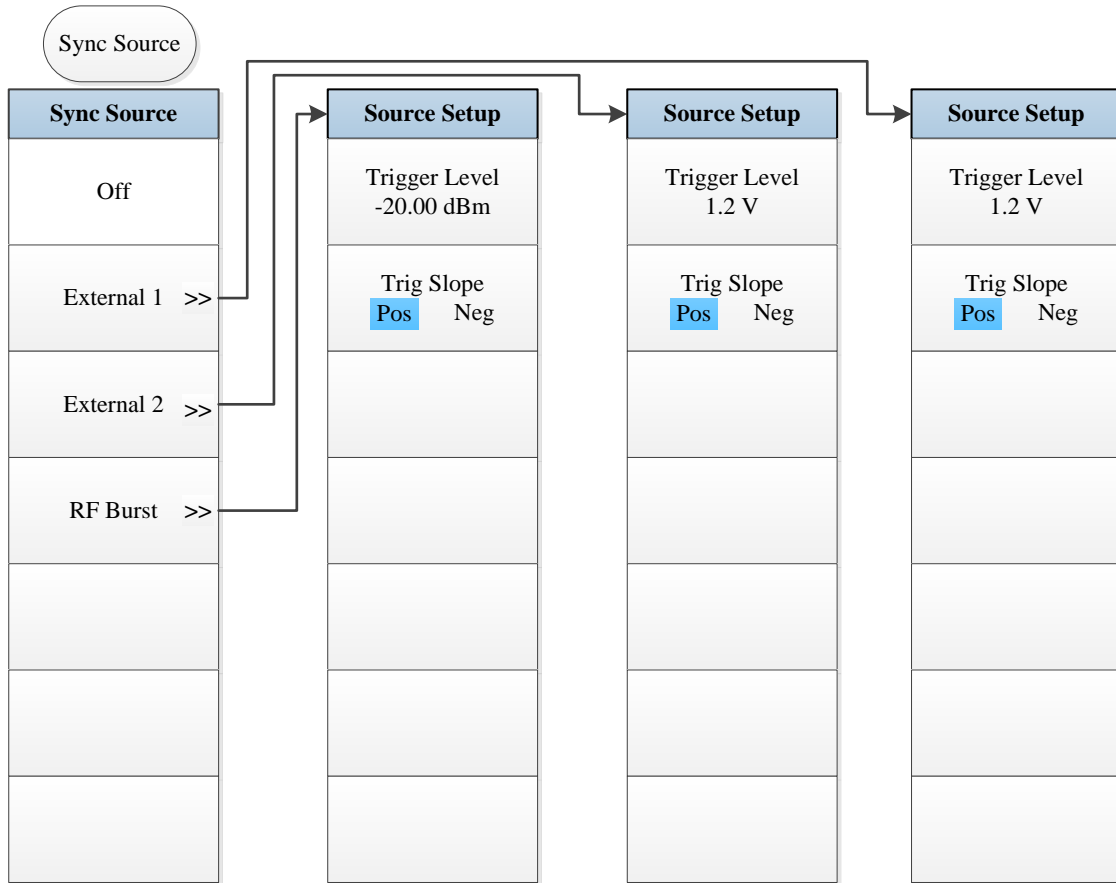 Sync Source
Sync Source
Off
External 1 >>
External 2 >>
RF Burst >>
Source Setup
Trigger Level
-20.00 dBm
Trig Slope
Pos Neg
Source Setup
Trigger Level
1.2 V
Trig Slope
Pos Neg
Source Setup
Trigger Level
1.2 V
Trig Slope
Pos Neg